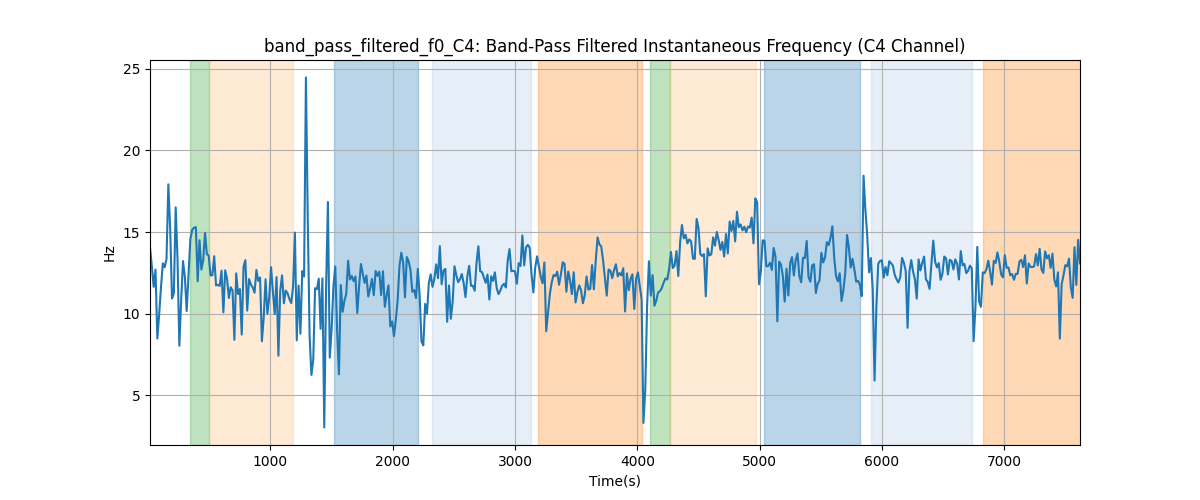 band_pass_filtered_f0_C4: Band-Pass Filtered Instantaneous Frequency (C4 Channel)
25
20
15
10
5
Hz
1000 2000 3000 4000 5000 6000 7000
Time(s)